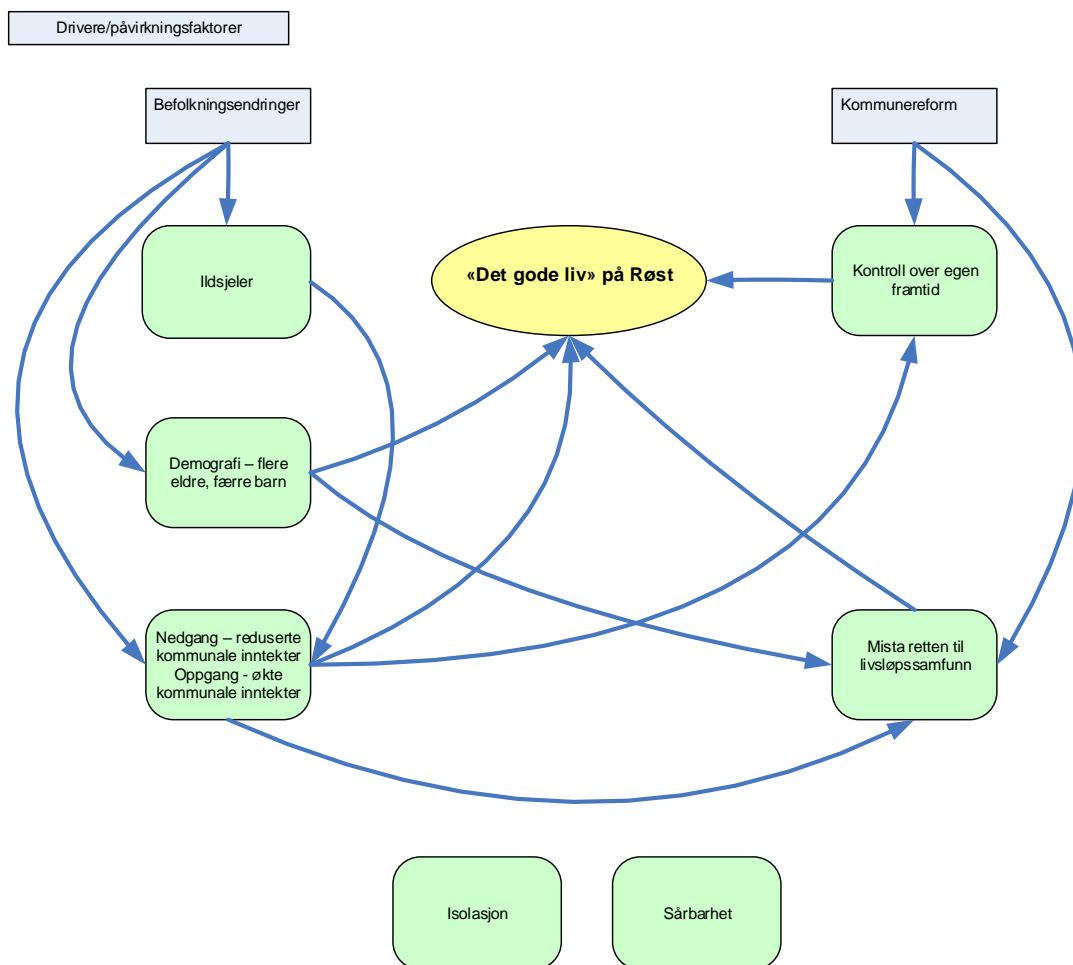 Drivere/påvirkningsfaktorer
Befolkningsendringer
Kommunereform
Ildsjeler
«Det gode liv» på Røst
Kontroll over egen
framtid
Demografi – flere
eldre, færre barn
Nedgang – reduserte
kommunale inntekter
Oppgang - økte
kommunale inntekter
Mista retten til
livsløpssamfunn
Isolasjon
Sårbarhet